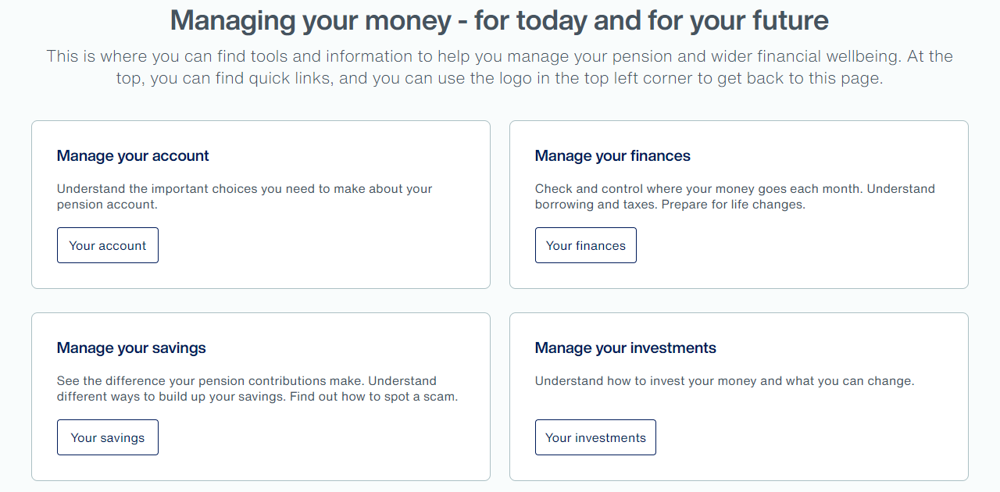 Managing your money - for today and for your future
This is where you can find tools and information to help you manage your pension and wider financial wellbeing. At the
top, you can find quick links, and you can use the logo in the top left corner to get back to this page.
Manage your account
Understand the important choices you need to make about your
pension account.
Your account
Manage your finances
Check and control where your money goes each month. Understand
borrowing and taxes. Prepare for life changes.
Your finances
Manage your savings
See the difference your pension contributions make. Understand
different ways to build up your savings. Find out how to spot a scam.
Your savings
Manage your investments
Understand how to invest your money and what you can change.
Your investments